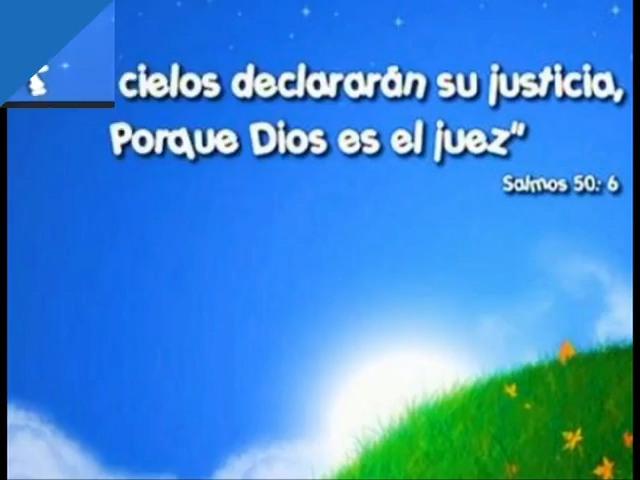 cielos declararán su justicia,
Porque Dios es el juez"
Salmos 50: 6